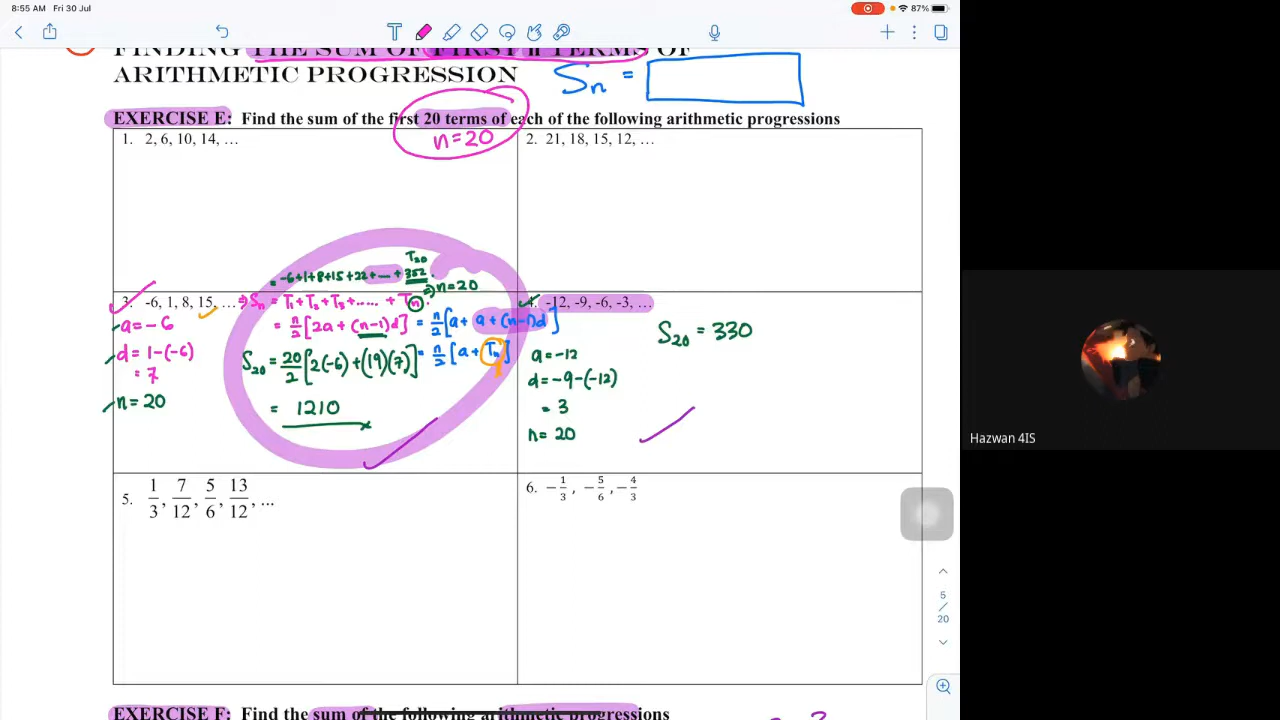 8:55 AM Fri 30 Jul
87%
FINDING THE SUM OF FIRST n TERMS OF
ARITHMETIC PROGRESSION
Sn =
EXERCISE E: Find the sum of the first 20 terms of each of the following arithmetic progressions
n=20
1. 2, 6, 10, 14, …
2. 21, 18, 15, 12, …
T20
= -6+1+8+15+22+....+352.
⇒ n=20
3. -6, 1, 8, 15, …
⇒ Sn = T1+T2+T3+.....+Tn.
a=-6
= n/2[2a+(n-1)d] = n/2[a+a+(n-1)d]
d=1-(-6)
= 7
S20 = 20/2[2(-6)+(19)(7)] = n/2[a+Tn]
n=20
= 1210
4. -12, -9, -6, -3, …
S20 = 330
a=-12
d=-9-(-12)
= 3
n=20
5. 1/3, 7/12, 5/6, 13/12, ...
6. -1/3, -5/6, -4/3
EXERCISE F: Find the sum of the following arithmetic progressions
Hazwan 4IS
5
/
20